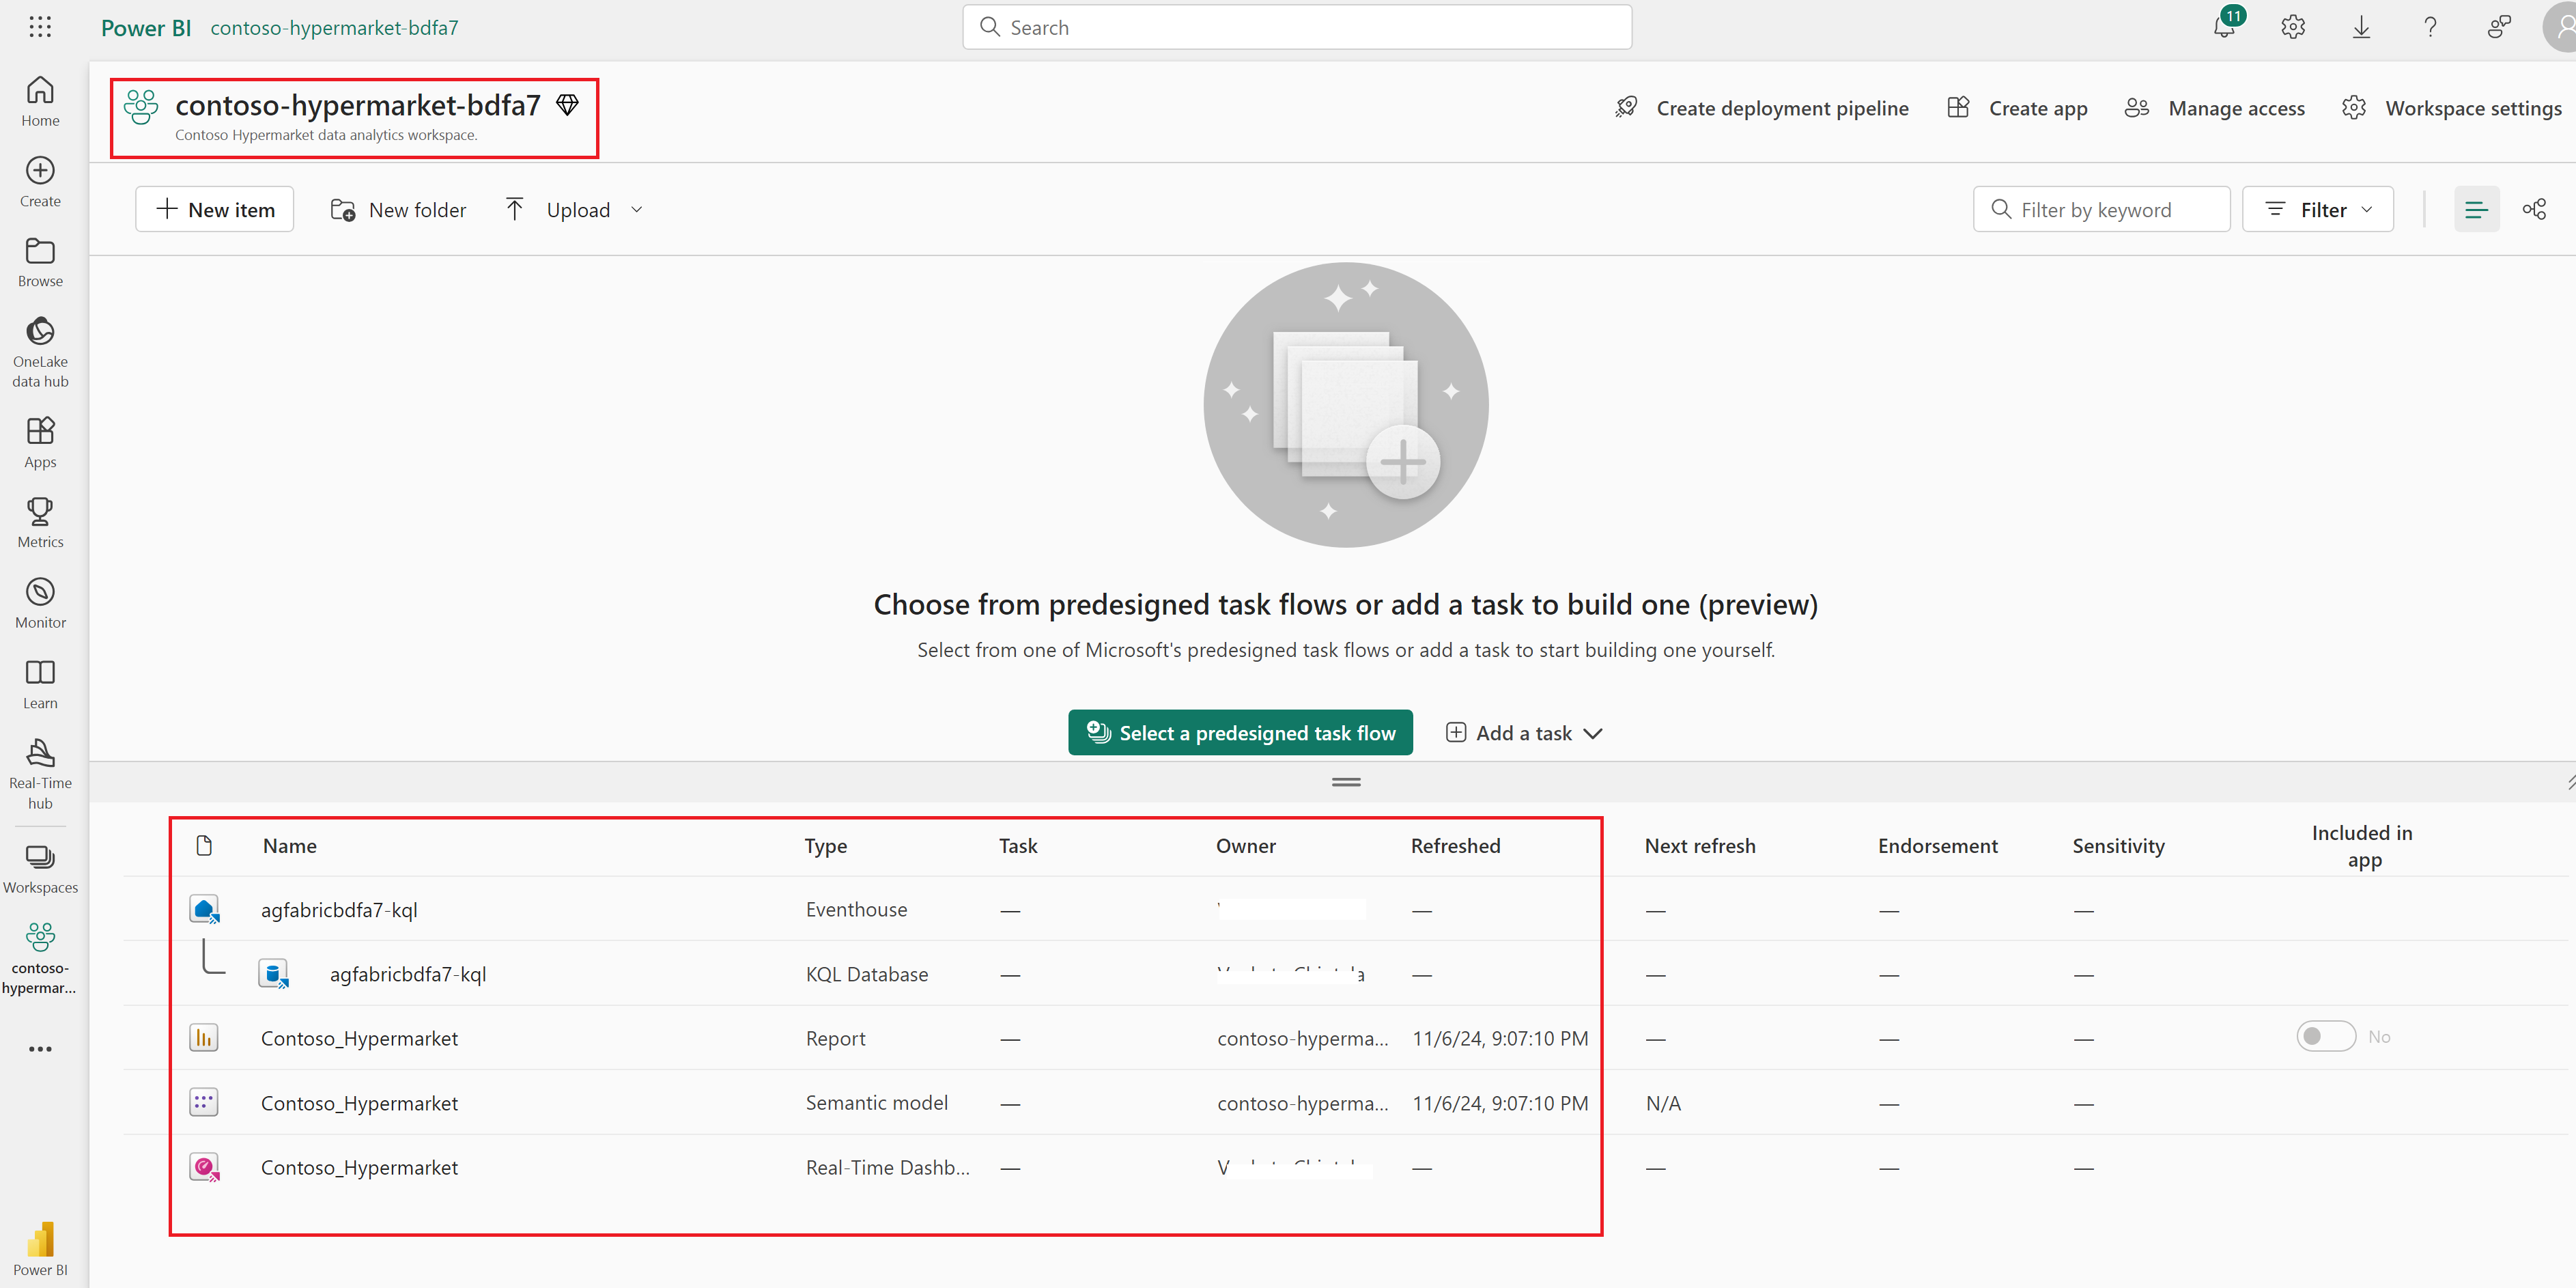 Power BI contoso-hypermarket-bdfa7 Search 11
contoso-hypermarket-bdfa7
Contoso Hypermarket data analytics workspace.
Create deployment pipeline Create app Manage access Workspace settings
New item New folder Upload Filter by keyword Filter
Home
Create
Browse
OneLake
data hub
Apps
Metrics
Monitor
Learn
Real-Time
hub
Workspaces
contoso-
hypermar...
Power BI
Choose from predesigned task flows or add a task to build one (preview)
Select from one of Microsoft's predesigned task flows or add a task to start building one yourself.
Select a predesigned task flow Add a task
Name Type Task Owner Refreshed Next refresh Endorsement Sensitivity Included in
app
agfabricbdfa7-kql Eventhouse — — — — —
agfabricbdfa7-kql KQL Database — — — — —
Contoso_Hypermarket Report — contoso-hyperma... 11/6/24, 9:07:10 PM — — — No
Contoso_Hypermarket Semantic model — contoso-hyperma... 11/6/24, 9:07:10 PM N/A — —
Contoso_Hypermarket Real-Time Dashb... — — — — —